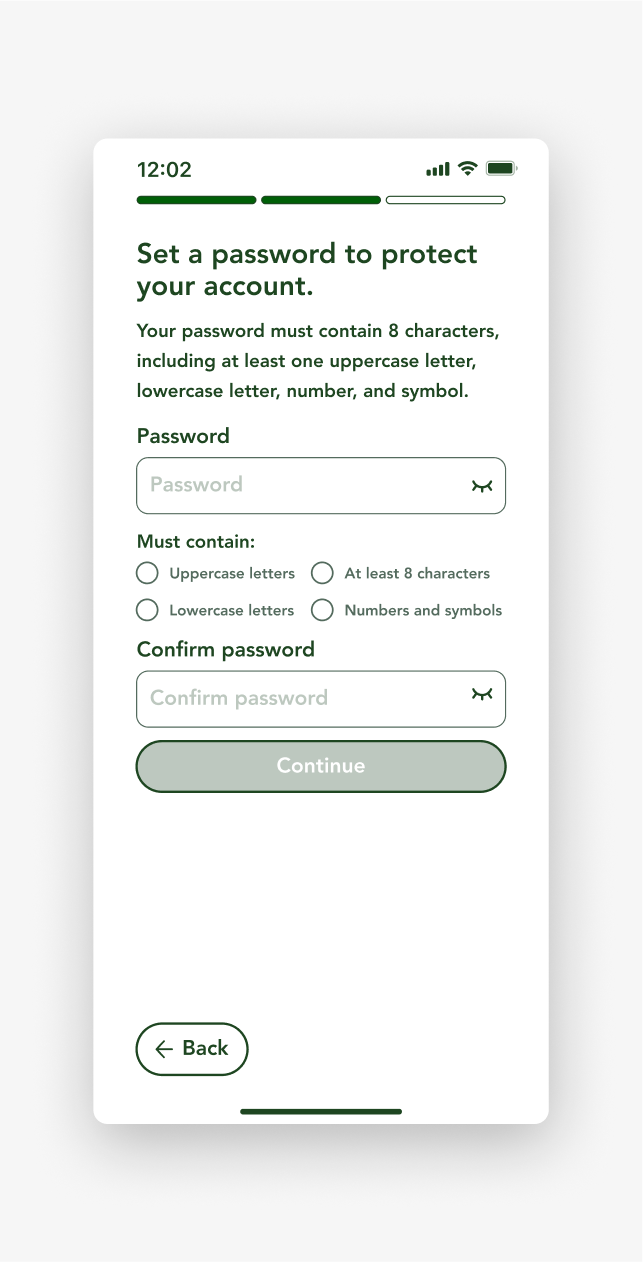 12:02
Set a password to protect
your account.
Your password must contain 8 characters,
including at least one uppercase letter,
lowercase letter, number, and symbol.
Password
Password
Must contain:
Uppercase letters
At least 8 characters
Lowercase letters
Numbers and symbols
Confirm password
Confirm password
Continue
Back